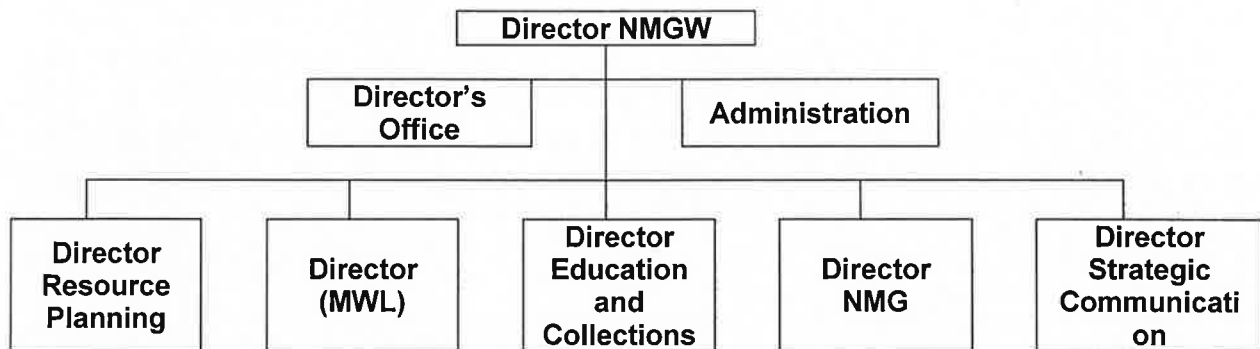 Director NMGW
Director's
Office
Administration
Director
Resource
Planning
Director
(MWL)
Director
Education
and
Collections
Director
NMG
Director
Strategic
Communicati
on